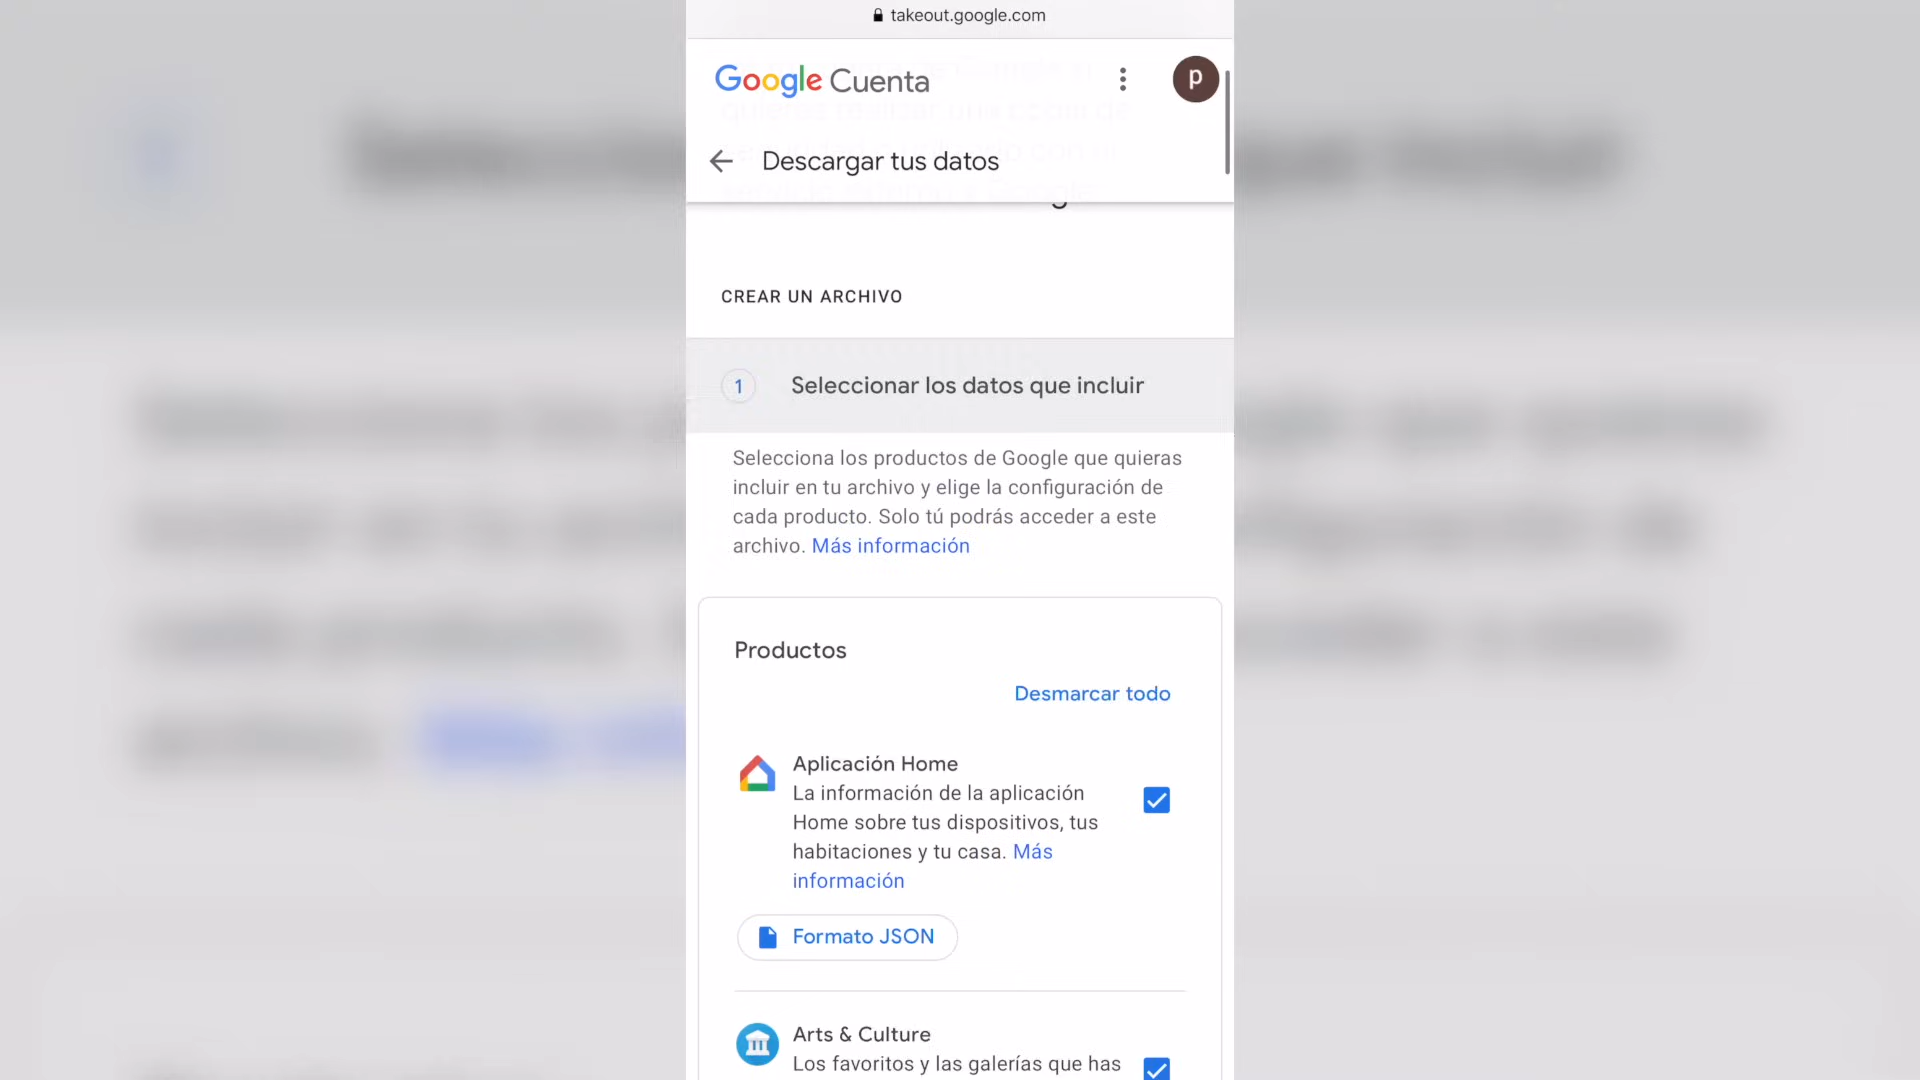 takeout.google.com
Google Cuenta
p
Descargar tus datos
CREAR UN ARCHIVO
1
Seleccionar los datos que incluir
Selecciona los productos de Google que quieras
incluir en tu archivo y elige la configuración de
cada producto. Solo tú podrás acceder a este
archivo. Más información
Productos
Desmarcar todo
Aplicación Home
La información de la aplicación
Home sobre tus dispositivos, tus
habitaciones y tu casa. Más
información
Formato JSON
Arts & Culture
Los favoritos y las galerías que has